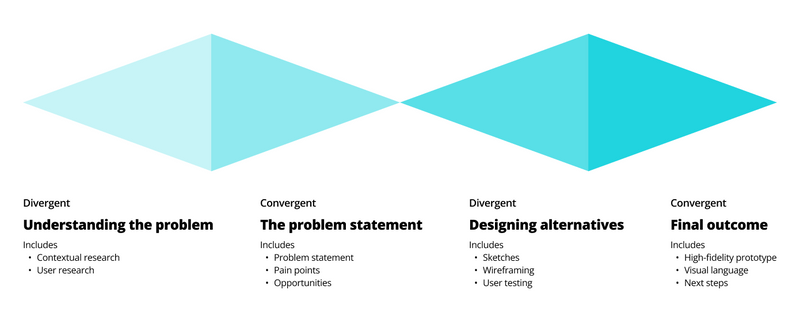 Divergent
Understanding the problem
Includes
• Contextual research
• User research
Convergent
The problem statement
Includes
• Problem statement
• Pain points
• Opportunities
Divergent
Designing alternatives
Includes
• Sketches
• Wireframing
• User testing
Convergent
Final outcome
Includes
• High-fidelity prototype
• Visual language
• Next steps